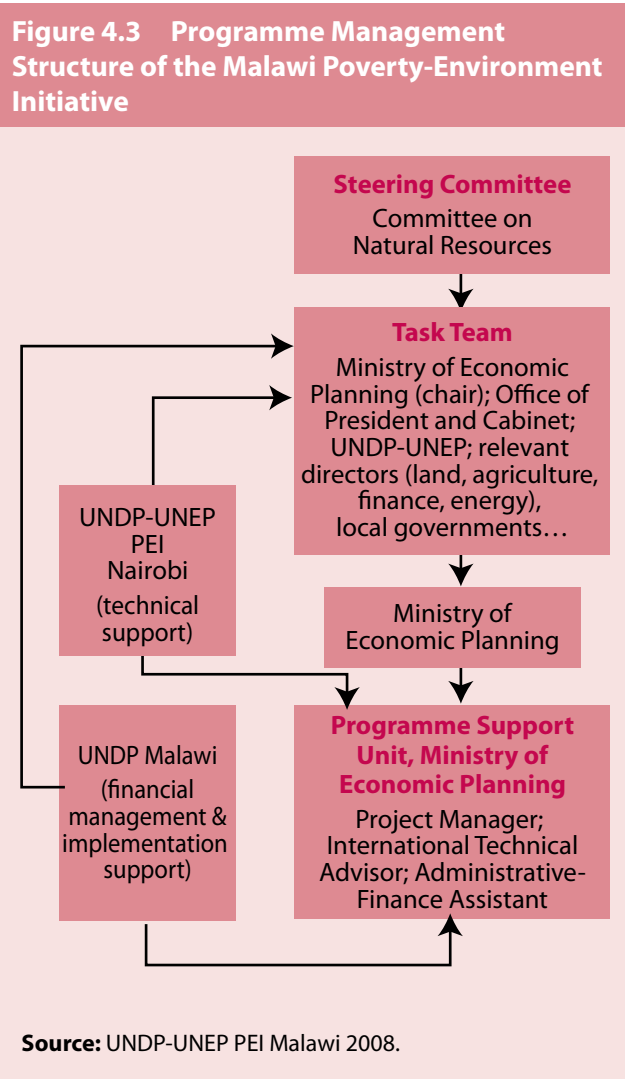 Figure 4.3 Programme Management
Structure of the Malawi Poverty-Environment
Initiative
Steering Committee
Committee on
Natural Resources
Task Team
Ministry of Economic
Planning (chair); Office of
President and Cabinet;
UNDP-UNEP; relevant
directors (land, agriculture,
finance, energy),
local governments…
UNDP-UNEP
PEI
Nairobi
(technical
support)
Ministry of
Economic Planning
UNDP Malawi
(financial
management &
implementation
support)
Programme Support
Unit, Ministry of
Economic Planning
Project Manager;
International Technical
Advisor; Administrative-
Finance Assistant
Source: UNDP-UNEP PEI Malawi 2008.